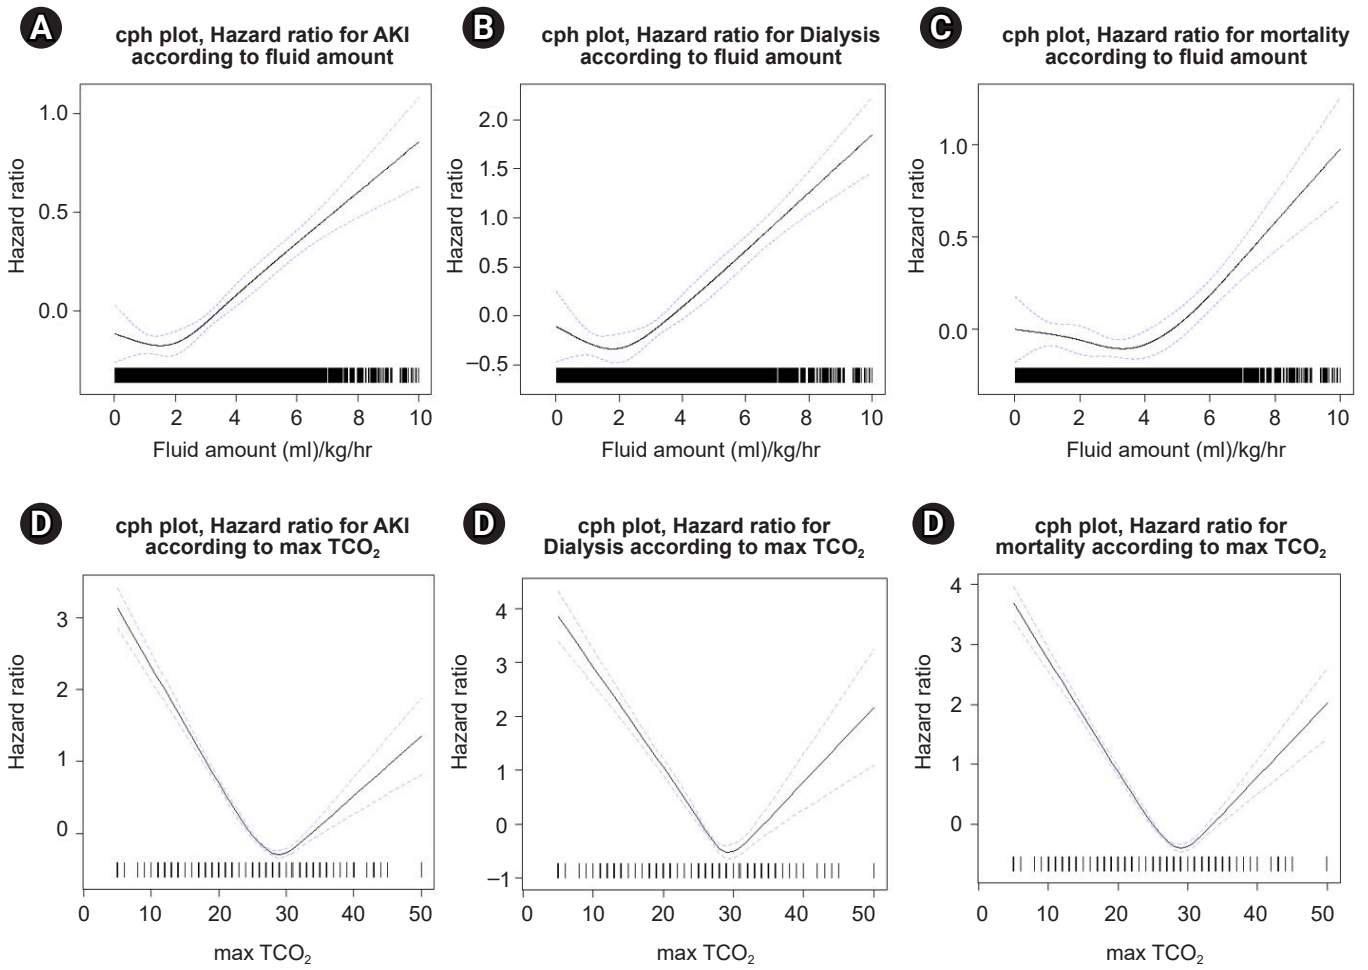 A
cph plot, Hazard ratio for AKI
according to fluid amount
1.0
0.5
0.0
Hazard ratio
0 2 4 6 8 10
Fluid amount (ml)/kg/hr
B
cph plot, Hazard ratio for Dialysis
according to fluid amount
2.0
1.5
1.0
0.5
0.0
−0.5
Hazard ratio
0 2 4 6 8 10
Fluid amount (ml)/kg/hr
C
cph plot, Hazard ratio for mortality
according to fluid amount
1.0
0.5
0.0
Hazard ratio
0 2 4 6 8 10
Fluid amount (ml)/kg/hr
D
cph plot, Hazard ratio for AKI
according to max TCO₂
3
2
1
0
Hazard ratio
0 10 20 30 40 50
max TCO₂
D
cph plot, Hazard ratio for
Dialysis according to max TCO₂
4
3
2
1
0
−1
Hazard ratio
0 10 20 30 40 50
max TCO₂
D
cph plot, Hazard ratio for
mortality according to max TCO₂
4
3
2
1
0
Hazard ratio
0 10 20 30 40 50
max TCO₂